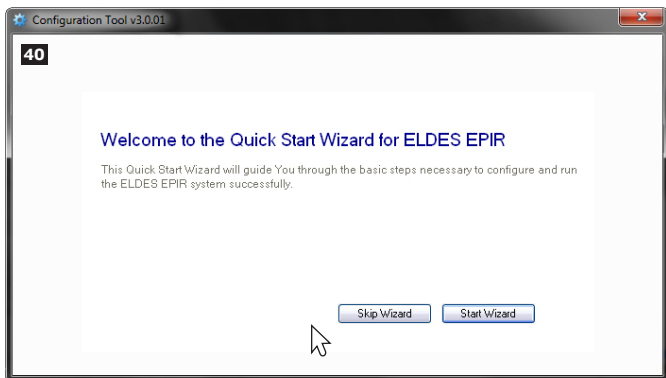 Configuration Tool v3.0.01
40
Welcome to the Quick Start Wizard for ELDES EPIR
This Quick Start Wizard will guide You through the basic steps necessary to configure and run
the ELDES EPIR system successfully.
Skip Wizard
Start Wizard